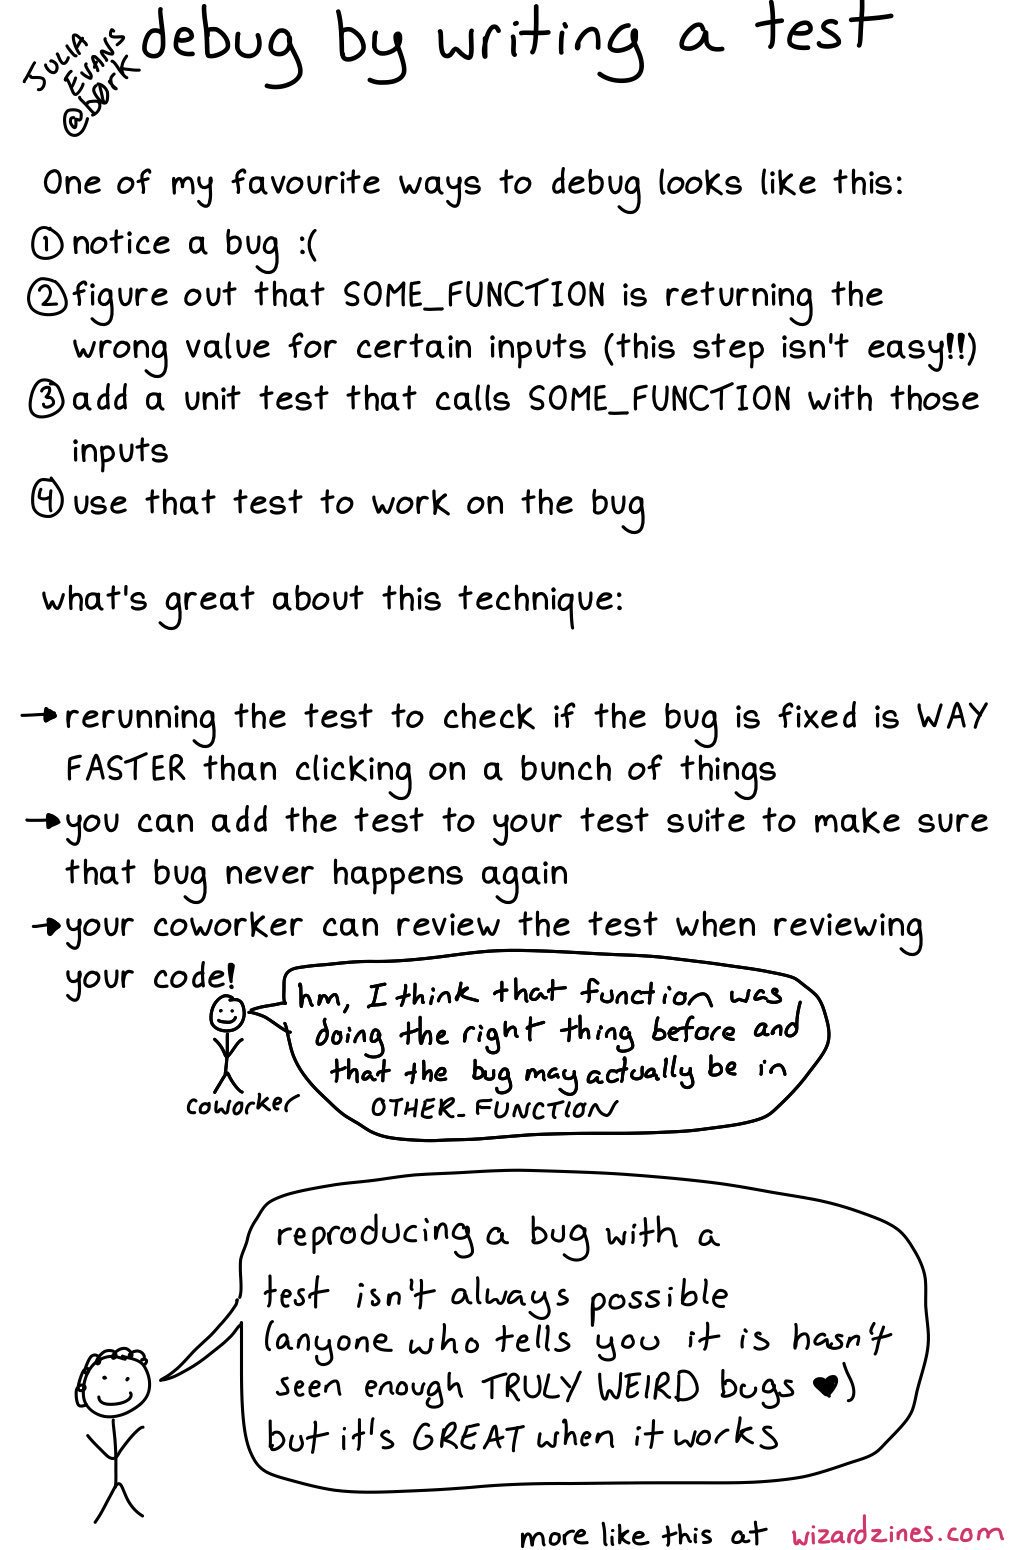 debug by writing a test
JULIA
EVANS
@b0rk
One of my favourite ways to debug looks like this:
① notice a bug :(
② figure out that SOME_FUNCTION is returning the
wrong value for certain inputs (this step isn't easy!!)
③ add a unit test that calls SOME_FUNCTION with those
inputs
④ use that test to work on the bug
what's great about this technique:
→ rerunning the test to check if the bug is fixed is WAY
FASTER than clicking on a bunch of things
→ you can add the test to your test suite to make sure
that bug never happens again
→ your coworker can review the test when reviewing
your code!
hm, I think that function was
doing the right thing before and
that the bug may actually be in
OTHER_FUNCTION
coworker
reproducing a bug with a
test isn't always possible
(anyone who tells you it is hasn't
seen enough TRULY WEIRD bugs ♥)
but it's GREAT when it works
more like this at wizardzines.com